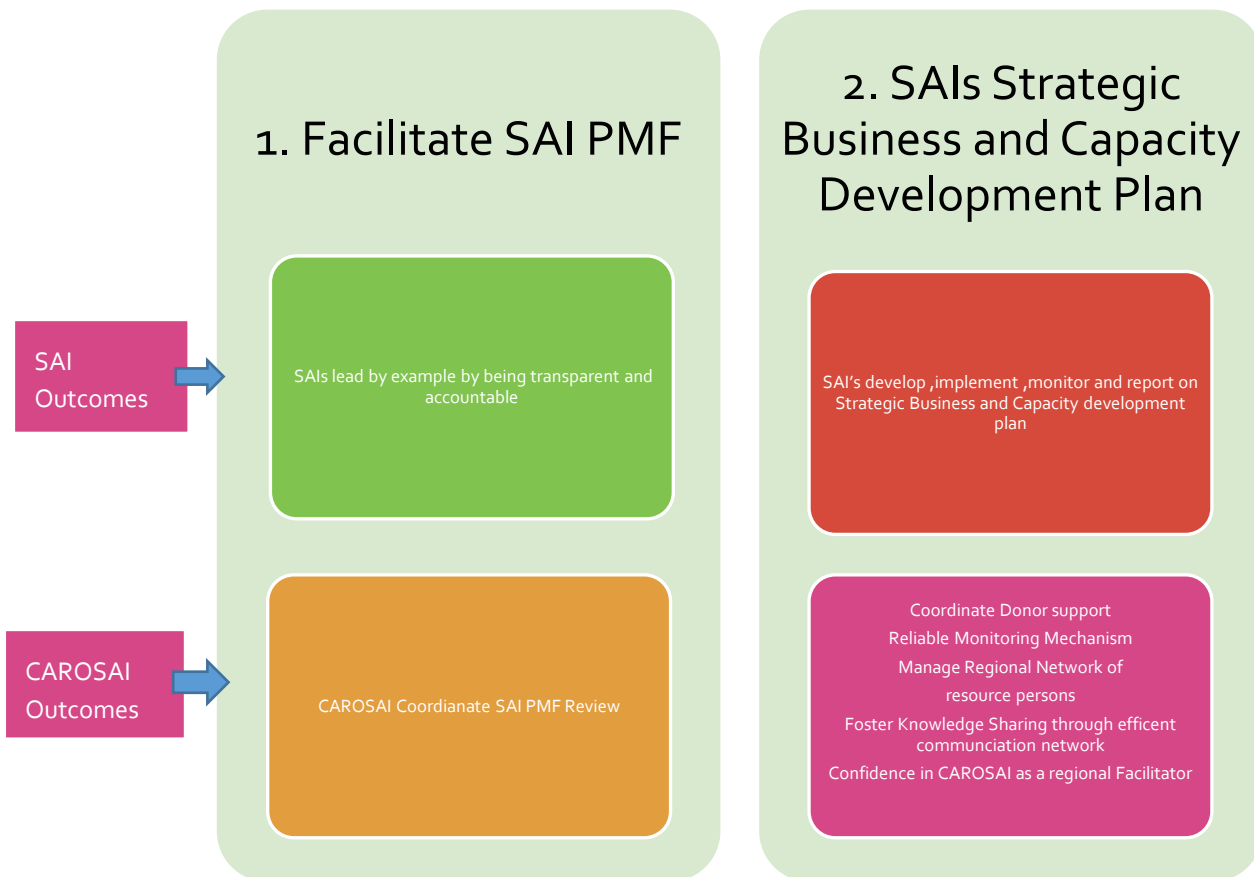 1. Facilitate SAI PMF
2. SAIs Strategic
Business and Capacity
Development Plan
SAI
Outcomes
SAIs lead by example by being transparent and
accountable
SAI’s develop ,implement ,monitor and report on
Strategic Business and Capacity development
plan
CAROSAI
Outcomes
CAROSAI Coordianate SAI PMF Review
Coordinate Donor support
Reliable Monitoring Mechanism
Manage Regional Network of
resource persons
Foster Knowledge Sharing through efficent
communciation network
Confidence in CAROSAI as a regional Facilitator